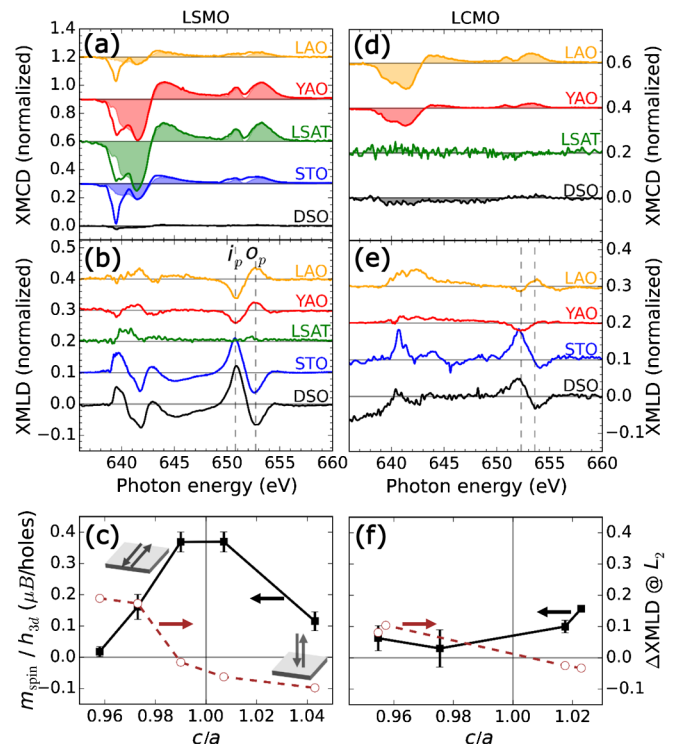 LSMO
LCMO
(a)
LAO
YAO
LSAT
STO
DSO
XMCD (normalized)
1.4
1.2
1.0
0.8
0.6
0.4
0.2
0.0
(d)
LAO
YAO
LSAT
DSO
0.6
0.4
0.2
0.0
XMCD (normalized)
(b)
i_p o_p
LAO
YAO
LSAT
STO
DSO
XMLD (normalized)
0.5
0.4
0.3
0.2
0.1
0.0
−0.1
640 645 650 655
Photon energy (eV)
(e)
LAO
YAO
STO
DSO
0.3
0.2
0.1
0.0
−0.1
XMLD (normalized)
640 645 650 655 660
Photon energy (eV)
(c)
m_spin / h_3d (μB/holes)
0.4
0.3
0.2
0.1
0.0
−0.1
0.96 0.98 1.00 1.02 1.04
c/a
(f)
0.4
0.3
0.2
0.1
0.0
−0.1
ΔXMLD @ L_2
0.96 0.98 1.00 1.02
c/a